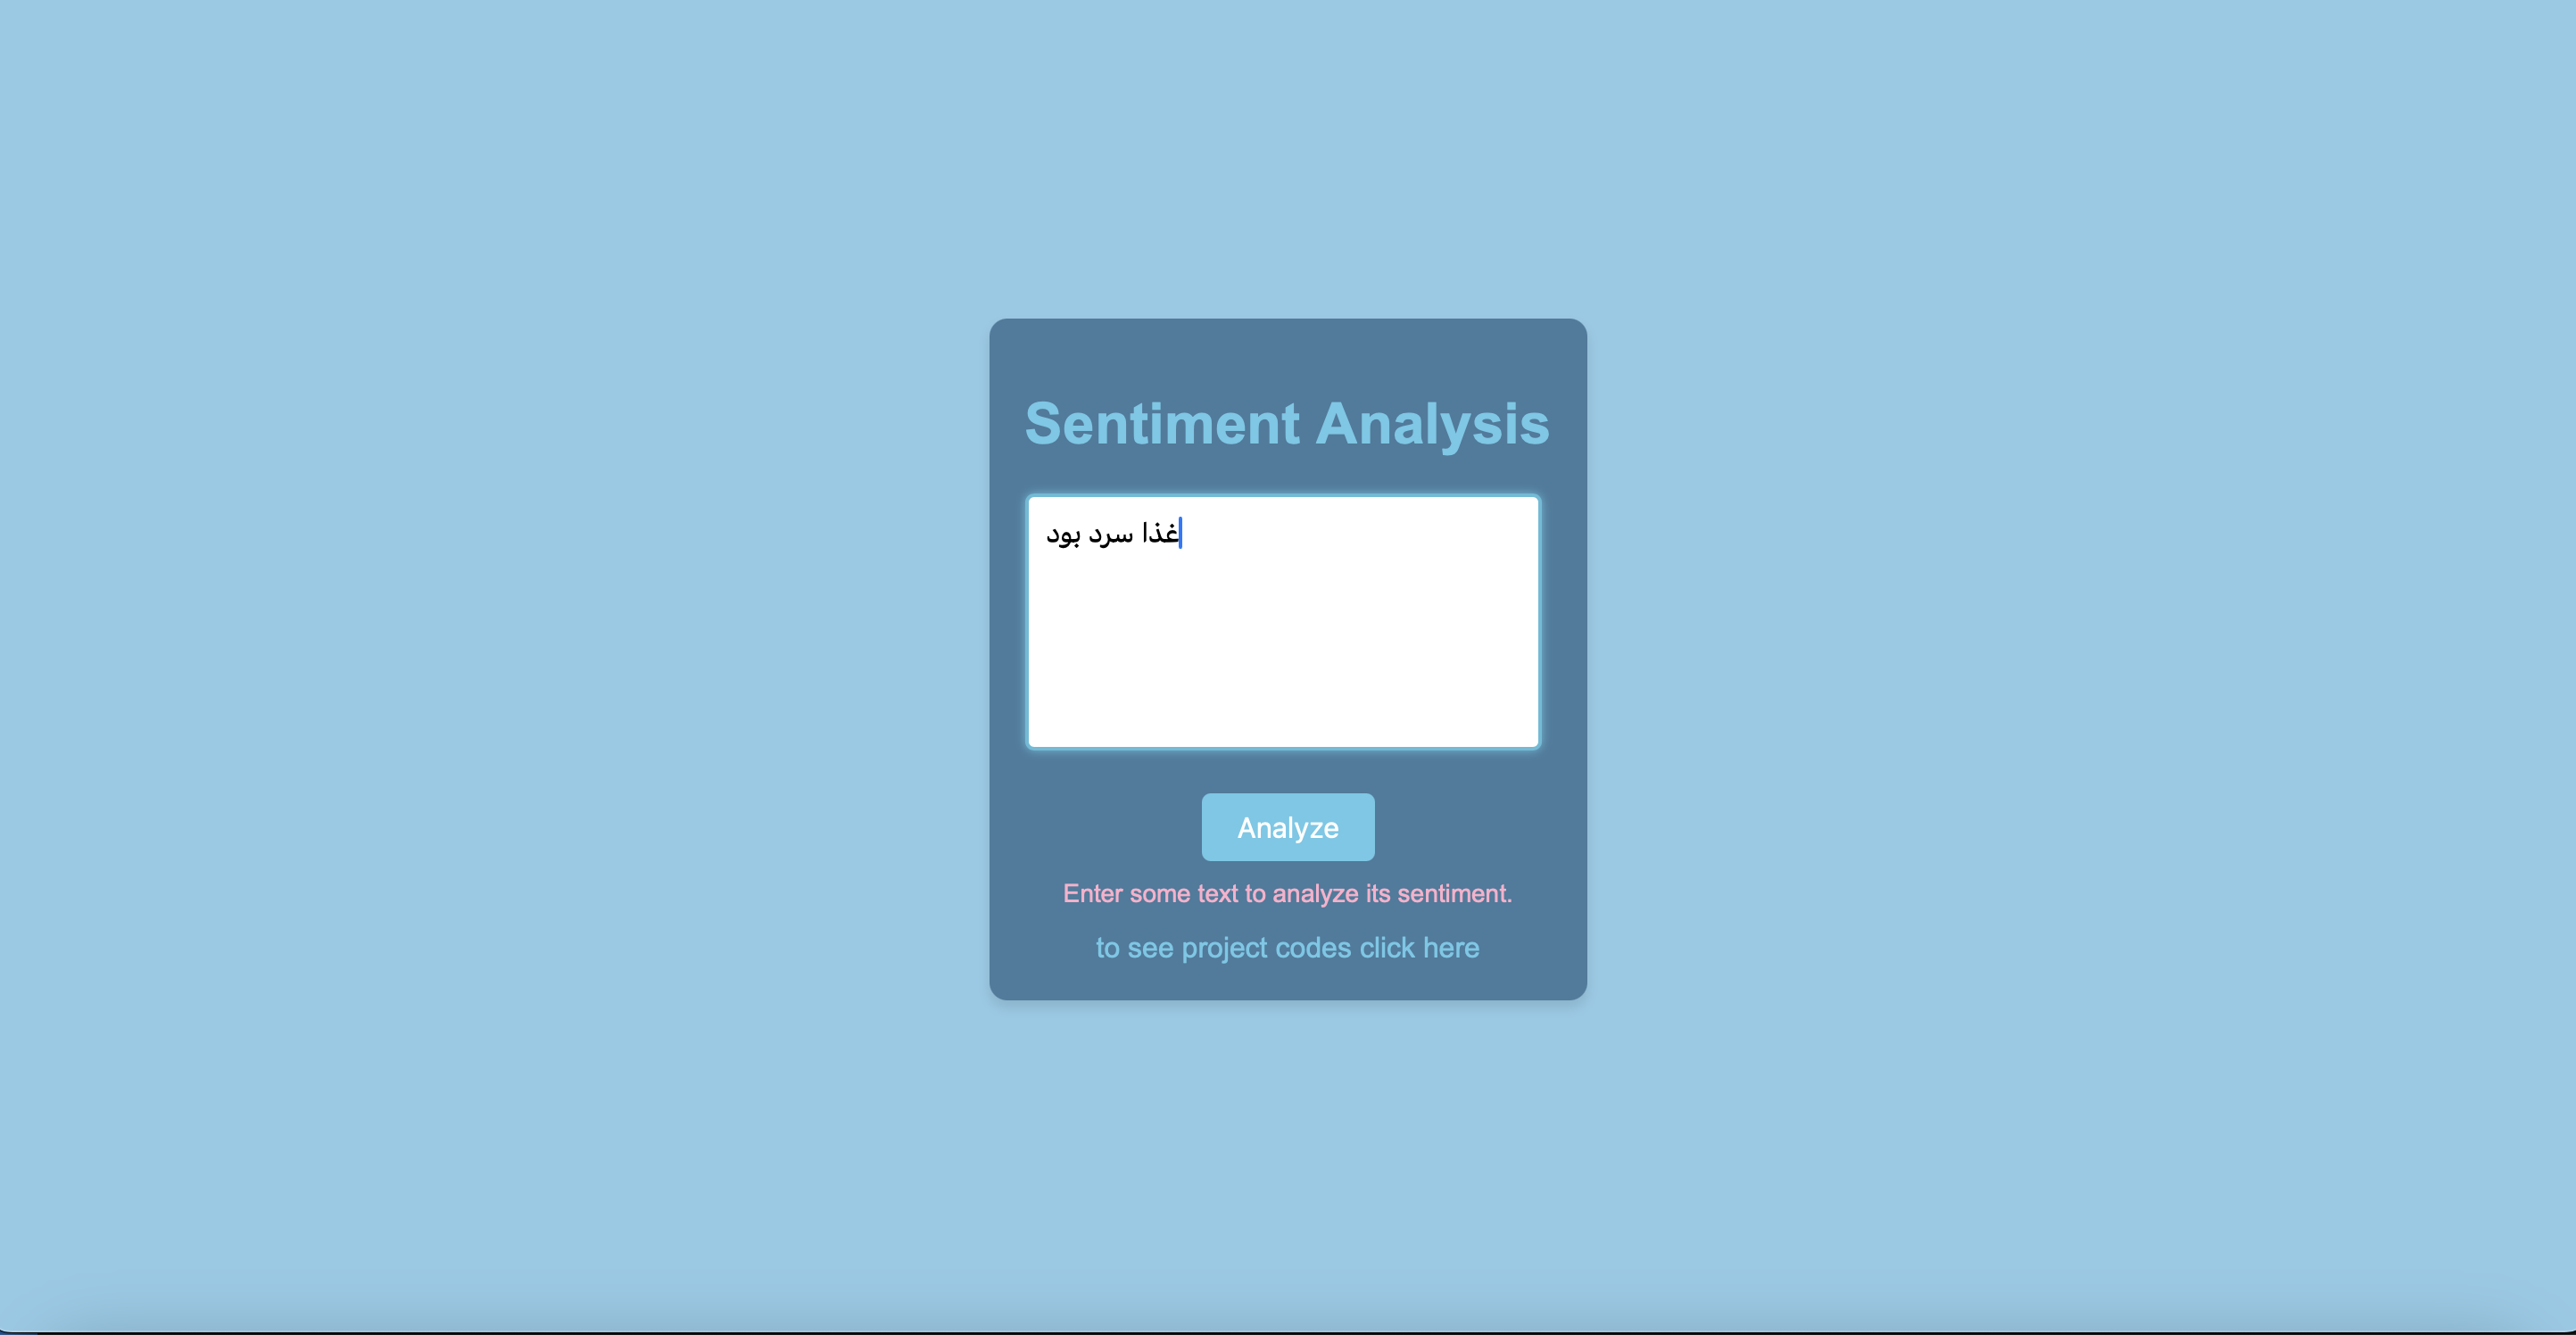 Sentiment Analysis
غذا سرد بود
Analyze
Enter some text to analyze its sentiment.
to see project codes click here